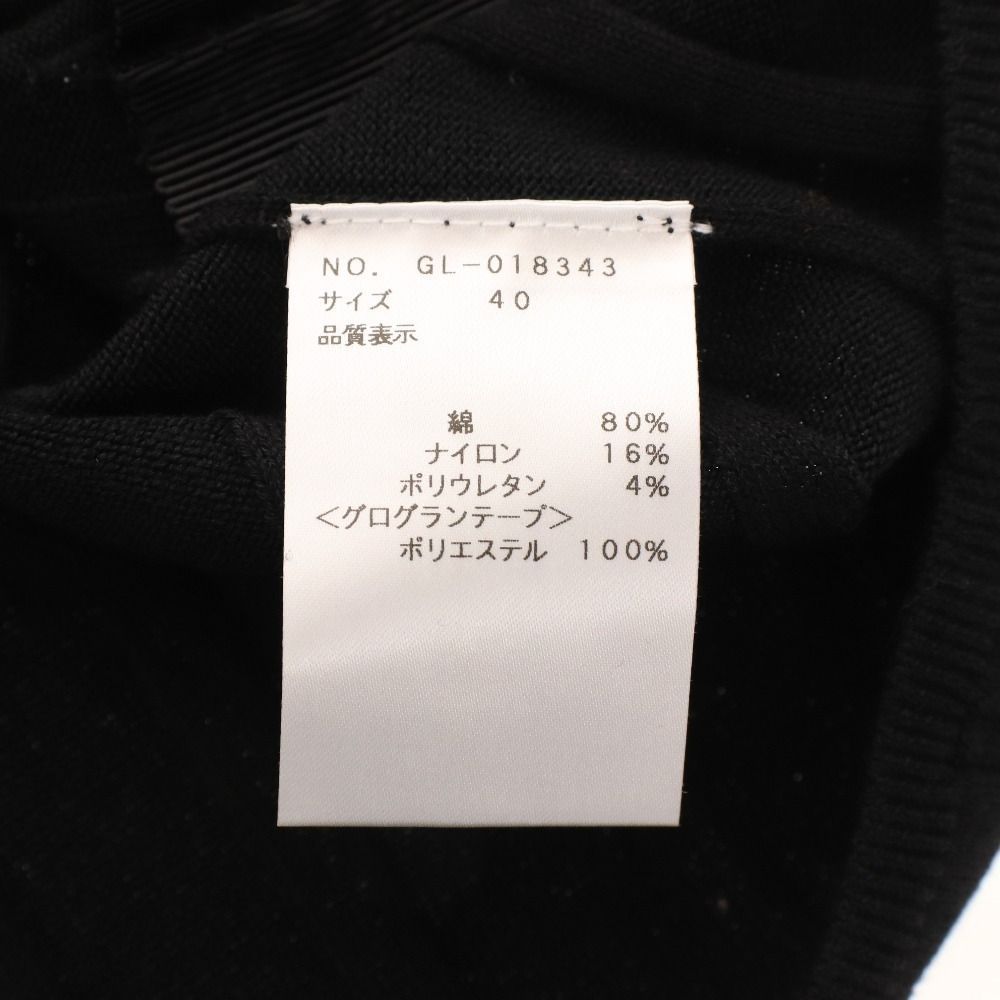 NO. GL-018343
サイズ 40
品質表示
綿 80%
ナイロン 16%
ポリウレタン 4%
<グログランテープ>
ポリエステル 100%